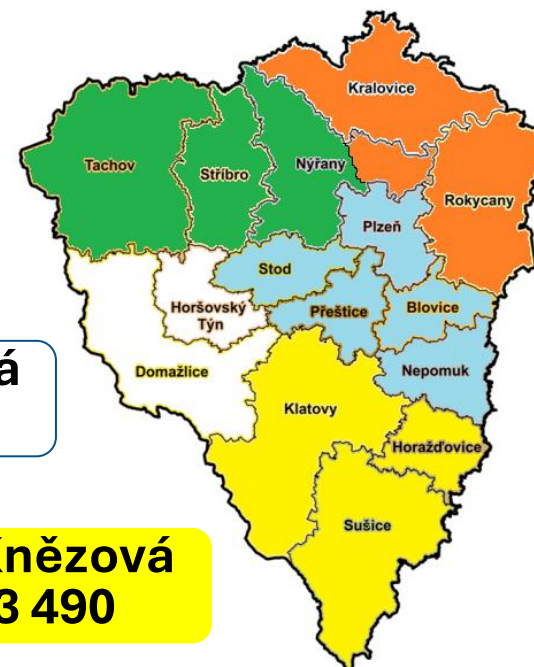 Kralovice
Tachov
Stříbro
Nýřany
Rokycany
Plzeň
Stod
Horšovský
Týn
Přeštice
Blovice
Domažlice
Nepomuk
Klatovy
Horažďovice
Sušice
á
nězová
3 490